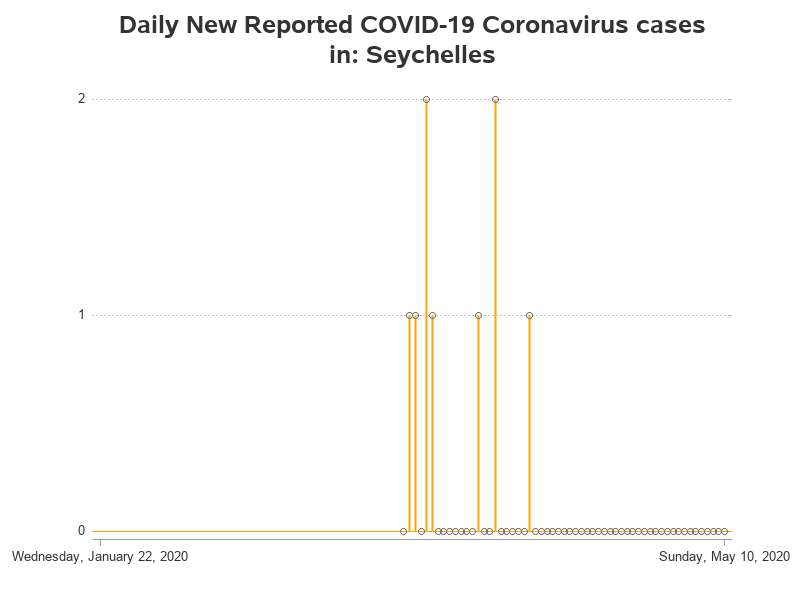 Daily New Reported COVID-19 Coronavirus cases
in: Seychelles
2
1
0
Wednesday, January 22, 2020
Sunday, May 10, 2020